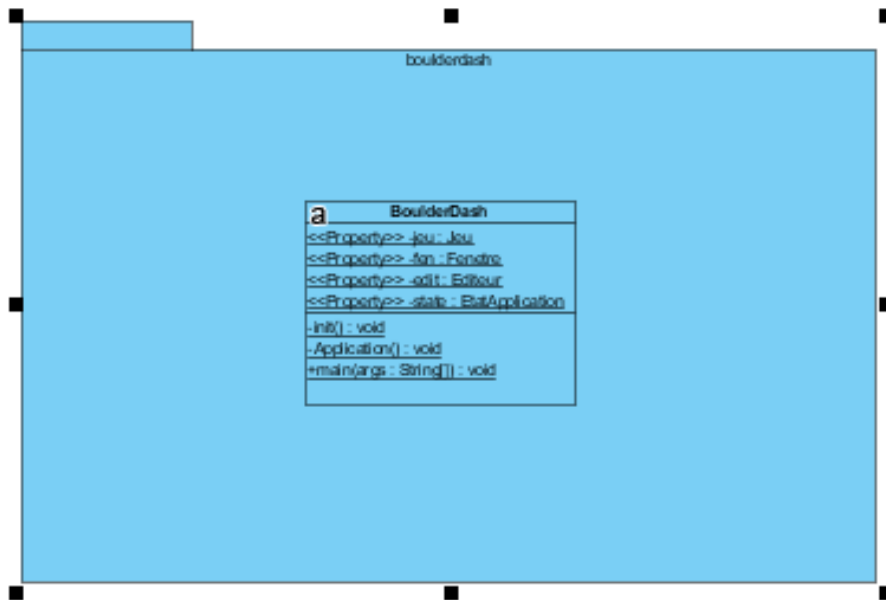 boulderdash
a
BoulderDash
<<Property>> -jeu : Jeu
<<Property>> -fen : Fenetre
<<Property>> -edit : Editeur
<<Property>> -state : EtatApplication
-init() : void
-Application() : void
+main(args : String[]) : void